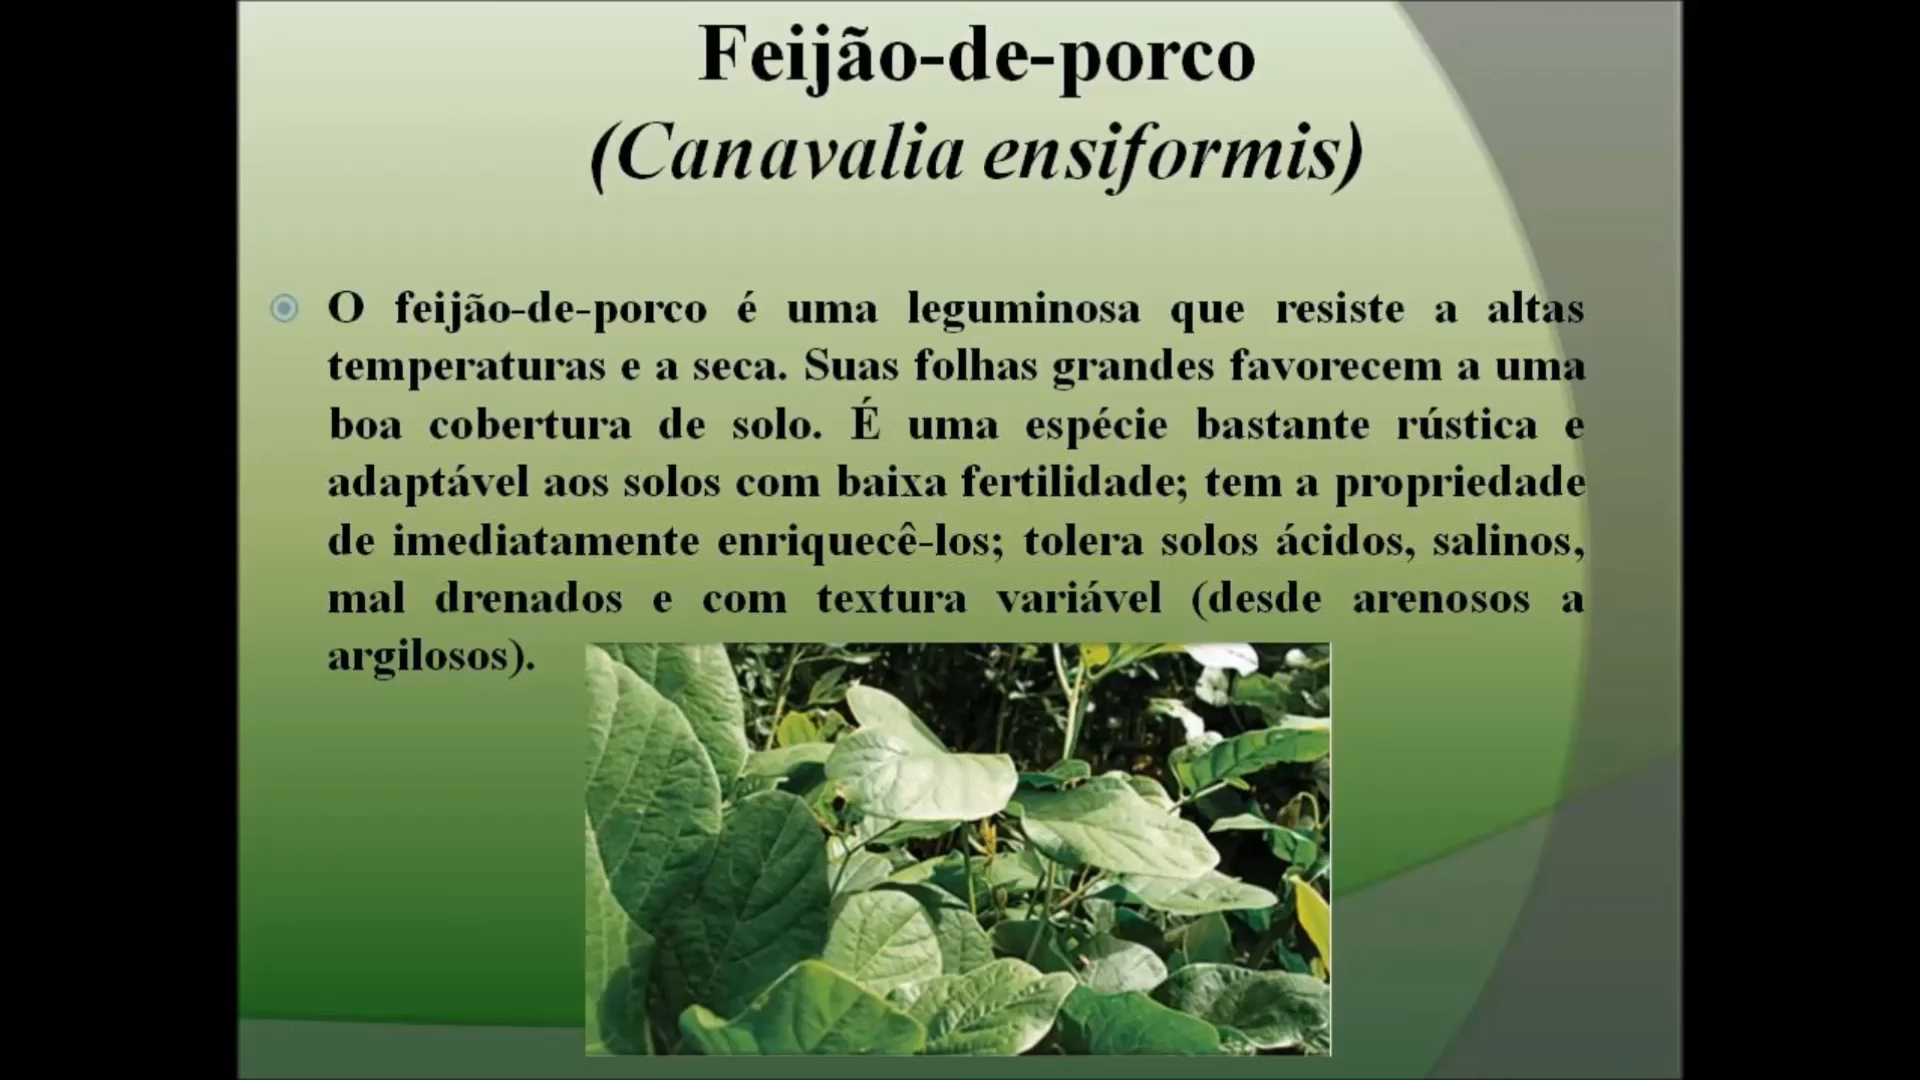 Feijão-de-porco
(Canavalia ensiformis)
O feijão-de-porco é uma leguminosa que resiste a altas
temperaturas e a seca. Suas folhas grandes favorecem a uma
boa cobertura de solo. É uma espécie bastante rústica e
adaptável aos solos com baixa fertilidade; tem a propriedade
de imediatamente enriquecê-los; tolera solos ácidos, salinos,
mal drenados e com textura variável (desde arenosos a
argilosos).